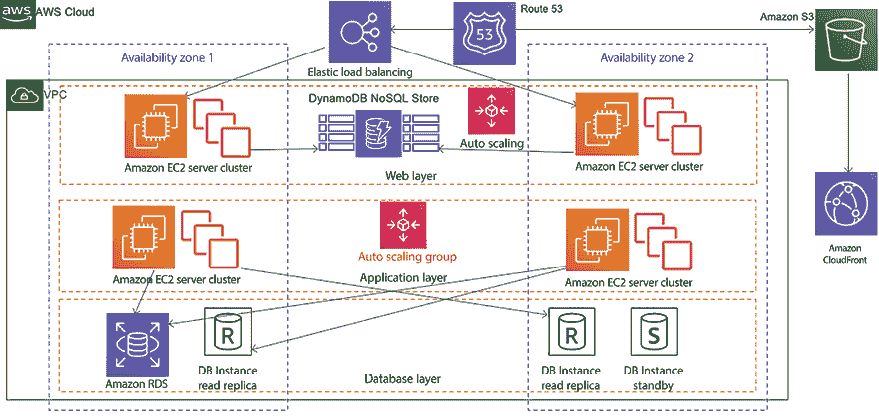 aws
AWS Cloud
Route 53
53
Amazon S3
Availability zone 1
Elastic load balancing
Availability zone 2
VPC
DynamoDB NoSQL Store
Auto scaling
Amazon EC2 server cluster
Amazon EC2 server cluster
Web layer
Auto scaling group
Amazon EC2 server cluster
Application layer
Amazon EC2 server cluster
Amazon
CloudFront
R
R
S
Amazon RDS
DB Instance
read replica
Database layer
DB Instance
read replica
DB Instance
standby